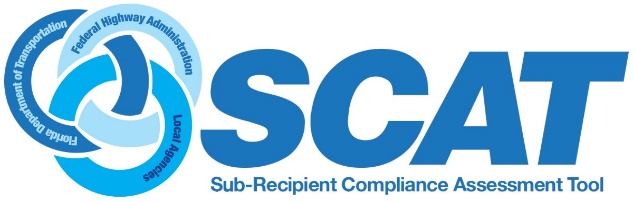 Florida Department of Transportation
Federal Highway Administration
Local Agencies
SCAT
Sub-Recipient Compliance Assessment Tool